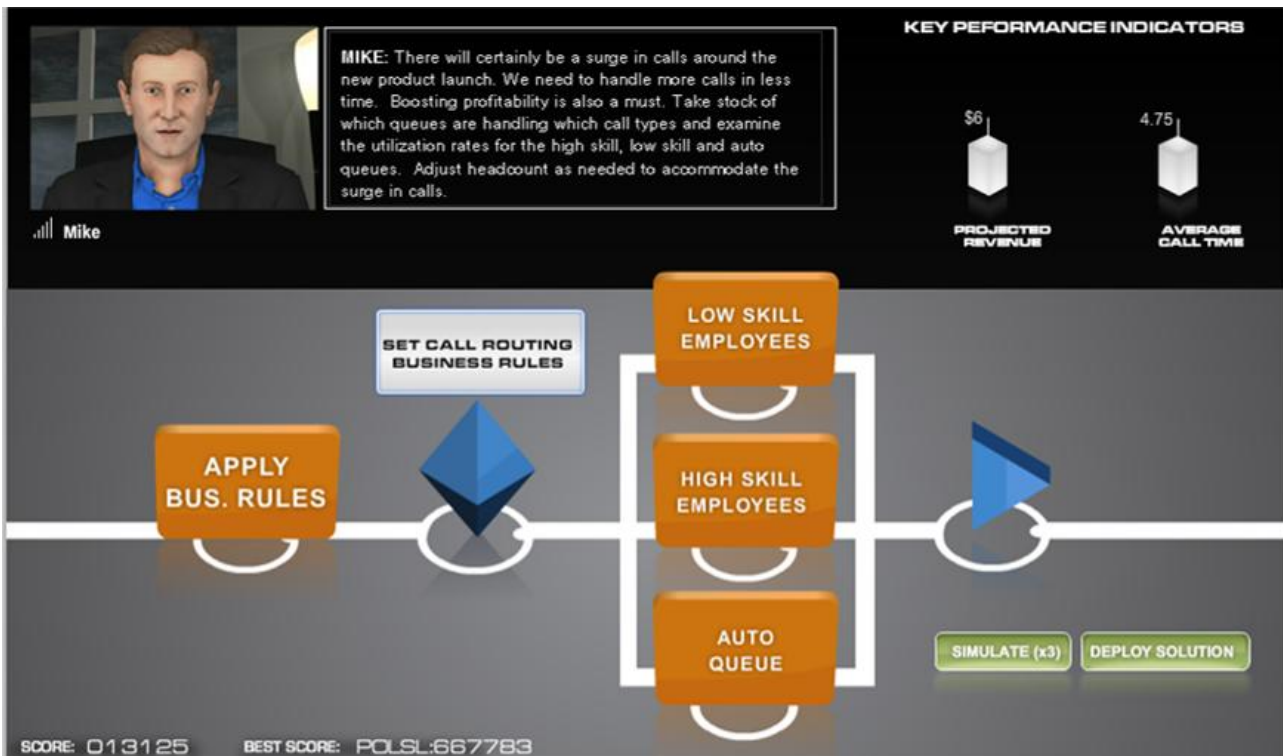 KEY PEFORMANCE INDICATORS
MIKE: There will certainly be a surge in calls around the
new product launch. We need to handle more calls in less
time. Boosting profitability is also a must. Take stock of
which queues are handling which call types and examine
the utilization rates for the high skill, low skill and auto
queues. Adjust headcount as needed to accommodate the
surge in calls.
$6
4.75
PROJECTED
REVENUE
AVERAGE
CALL TIME
Mike
SET CALL ROUTING
BUSINESS RULES
LOW SKILL
EMPLOYEES
APPLY
BUS. RULES
HIGH SKILL
EMPLOYEES
AUTO
QUEUE
SIMULATE (x3)
DEPLOY SOLUTION
SCORE: 013125
BEST SCORE: POLSL:667783